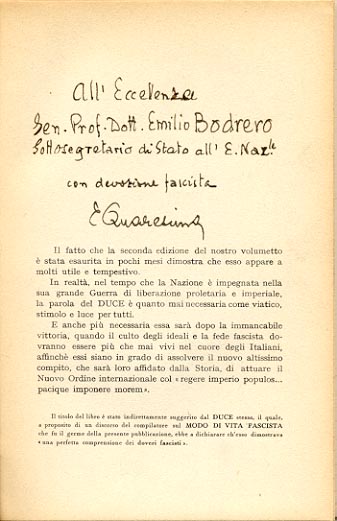 All' Eccellenza
Sen. Prof. Dott. Emilio Bodrero
Sottosegretario di Stato all' E. Naz.le
con devozione fascista
E Quaresima
Il fatto che la seconda edizione del nostro volumetto
è stata esaurita in pochi mesi dimostra che esso appare a
molti utile e tempestivo.
In realtà, nel tempo che la Nazione è impegnata nella
sua grande Guerra di liberazione proletaria e imperiale,
la parola del DUCE è quanto mai necessaria come viatico,
stimolo e luce per tutti.
E anche più necessaria essa sarà dopo la immancabile
vittoria, quando il culto degli ideali e la fede fascista do-
vranno essere più che mai vivi nel cuore degli Italiani,
affinchè essi siano in grado di assolvere il nuovo altissimo
compito, che sarà loro affidato dalla Storia, di attuare il
Nuovo Ordine internazionale col « regere imperio populos...
pacique imponere morem ».
Il titolo del libro è stato indirettamente suggerito dal DUCE stesso, il quale,
a proposito di un discorso del compilatore sul MODO DI VITA FASCISTA
che fu il germe della presente pubblicazione, ebbe a dichiarare ch'esso dimostrava
« una perfetta comprensione dei doveri fascisti ».